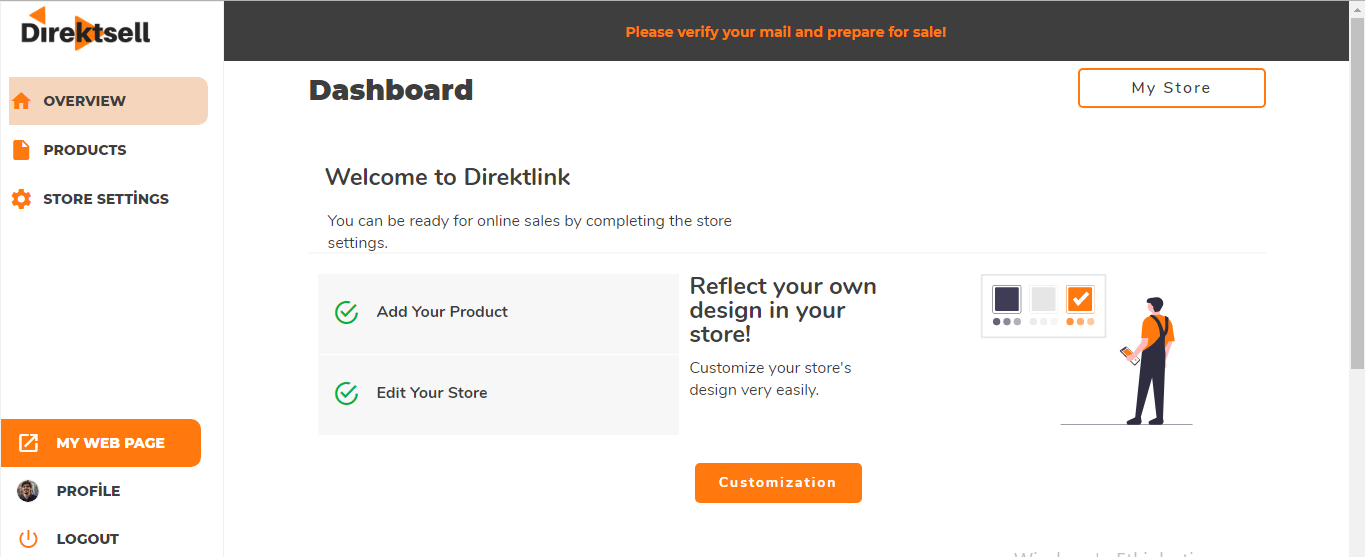 Direktsell
Please verify your mail and prepare for sale!
OVERVIEW
PRODUCTS
STORE SETTİNGS
MY WEB PAGE
PROFİLE
LOGOUT
Dashboard
My Store
Welcome to Direktlink
You can be ready for online sales by completing the store
settings.
Add Your Product
Edit Your Store
Reflect your own
design in your
store!
Customize your store's
design very easily.
Customization